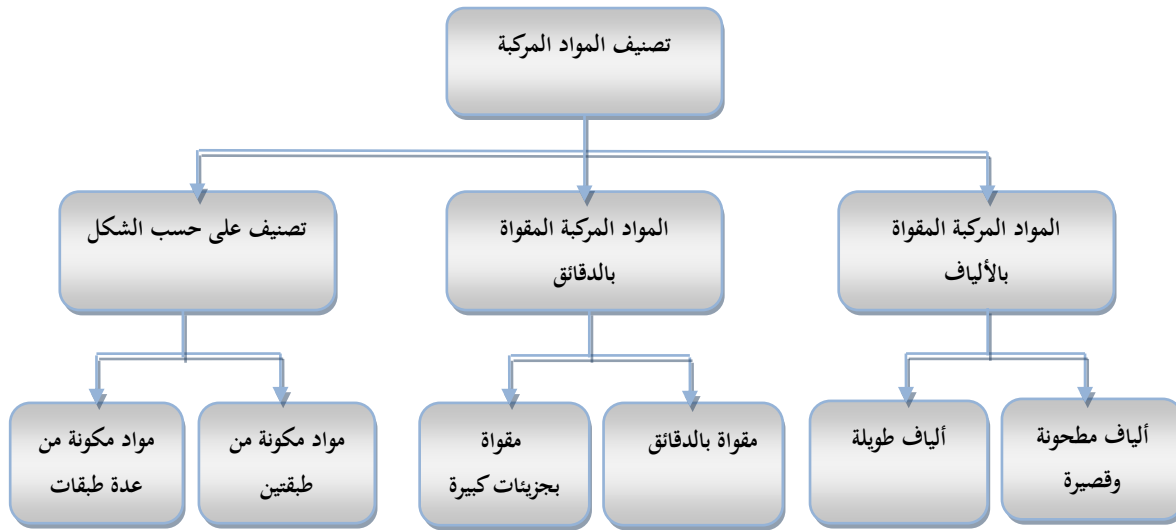 تصنيف المواد المركبة
المواد المركبة المقواة
بالألياف
المواد المركبة المقواة
بالدقائق
تصنيف على حسب الشكل
ألياف مطحونة
وقصيرة
ألياف طويلة
مقواة بالدقائق
مقواة
بجزيئات كبيرة
مواد مكونة من
طبقتين
مواد مكونة من
عدة طبقات